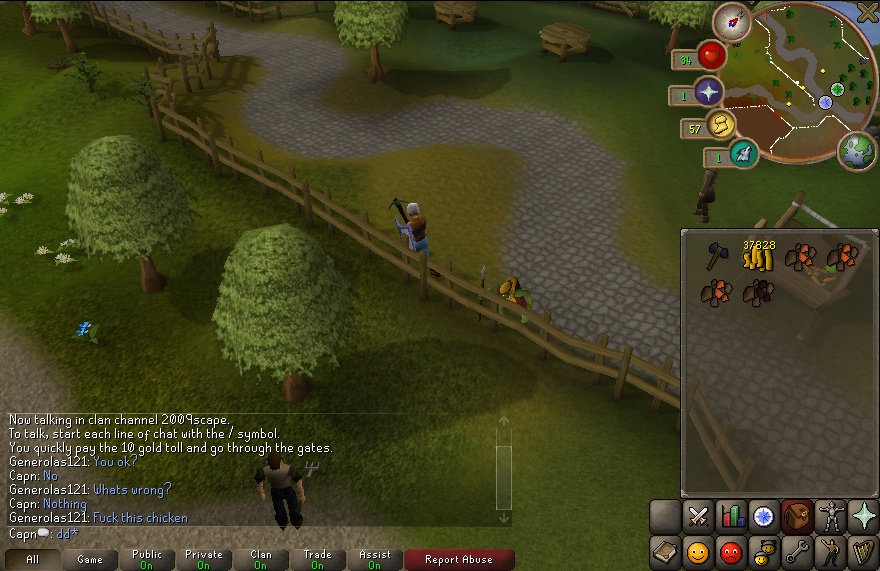 34
1
57
1
37828
Now talking in clan channel 2009scape.
To talk, start each line of chat with the / symbol.
You quickly pay the 10 gold toll and go through the gates.
Generolas121: You ok?
Capn: No
Generolas121: Whats wrong?
Capn: Nothing
Generolas121: Fuck this chicken
Capn: dd*
All
Game
Public
On
Private
On
Clan
On
Trade
On
Assist
On
Report Abuse